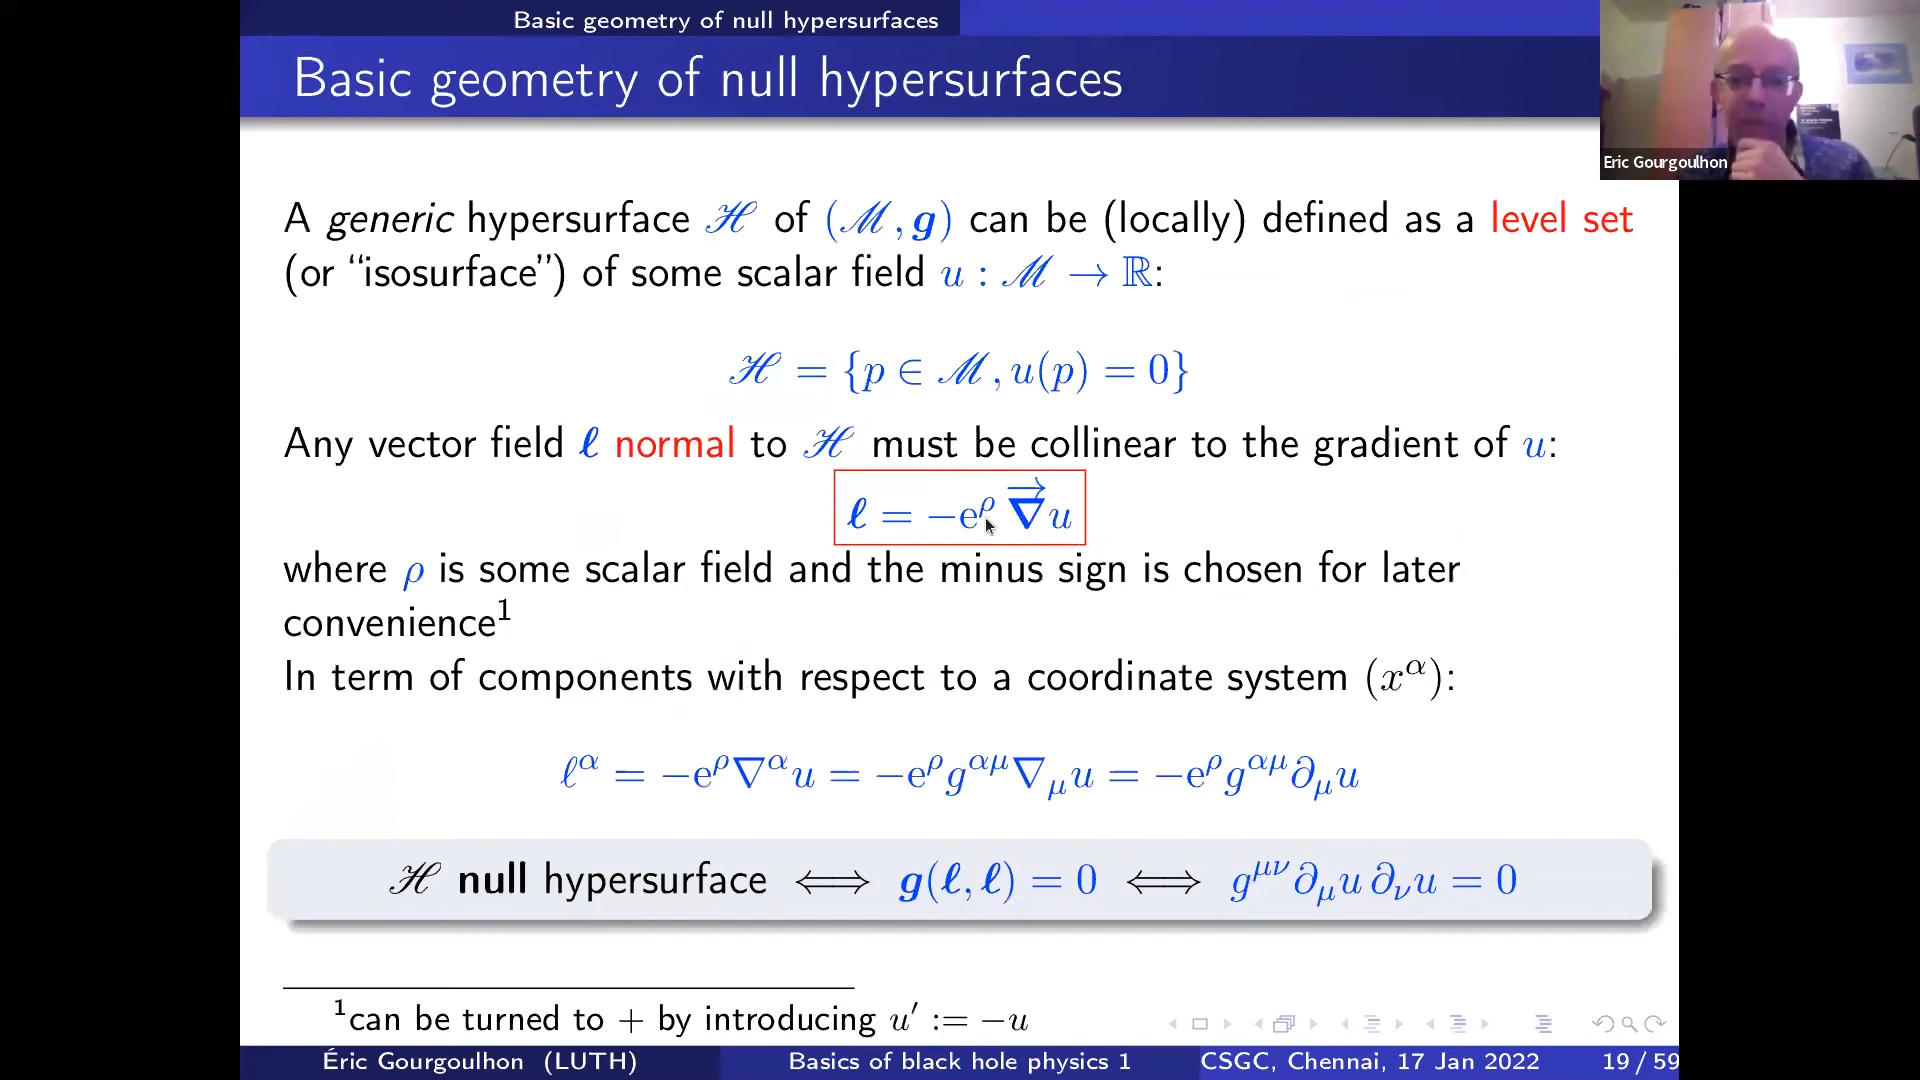 Basic geometry of null hypersurfaces
Basic geometry of null hypersurfaces
Eric Gourgoulhon
A generic hypersurface ℋ of (ℳ, g) can be (locally) defined as a level set
(or “isosurface”) of some scalar field u : ℳ → ℝ:
ℋ = {p ∈ ℳ, u(p) = 0}
Any vector field ℓ normal to ℋ must be collinear to the gradient of u:
ℓ = −e^ρ \overrightarrow{∇}u
where ρ is some scalar field and the minus sign is chosen for later
convenience¹
In term of components with respect to a coordinate system (x^α):
ℓ^α = −e^ρ∇^α u = −e^ρ g^{αμ}∇_μ u = −e^ρ g^{αμ}∂_μ u
ℋ null hypersurface ⟺ g(ℓ, ℓ) = 0 ⟺ g^{μν}∂_μ u ∂_ν u = 0
¹can be turned to + by introducing u′ := −u
Éric Gourgoulhon (LUTH) Basics of black hole physics 1 CSGC, Chennai, 17 Jan 2022 19 / 59